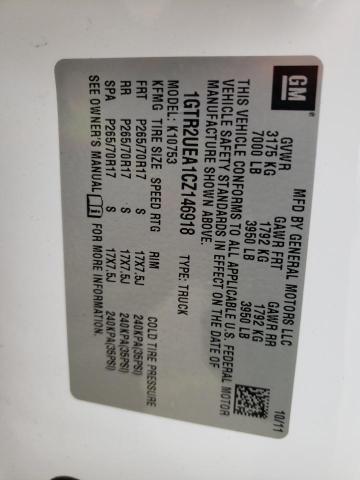 GM
MFD BY GENERAL MOTORS LLC
10/11
GVWR GAWR FRT GAWR RR
3175 KG 1792 KG 1792 KG
7000 LB 3950 LB 3950 LB
THIS VEHICLE CONFORMS TO ALL APPLICABLE U.S. FEDERAL MOTOR
VEHICLE SAFETY STANDARDS IN EFFECT ON THE DATE OF
MANUFACTURE SHOWN ABOVE.
1GTR2UEA1CZ146918 TYPE: TRUCK
MODEL: K10753
KFMG TIRE SIZE SPEED RTG RIM COLD TIRE PRESSURE
FRT P265/70R17 S 17X7.5J 240KPA(35PSI)
RR P265/70R17 S 17X7.5J 240KPA(35PSI)
SPA P265/70R17 S 17X7.5J 240KPA(35PSI)
SEE OWNER'S MANUAL FOR MORE INFORMATION.